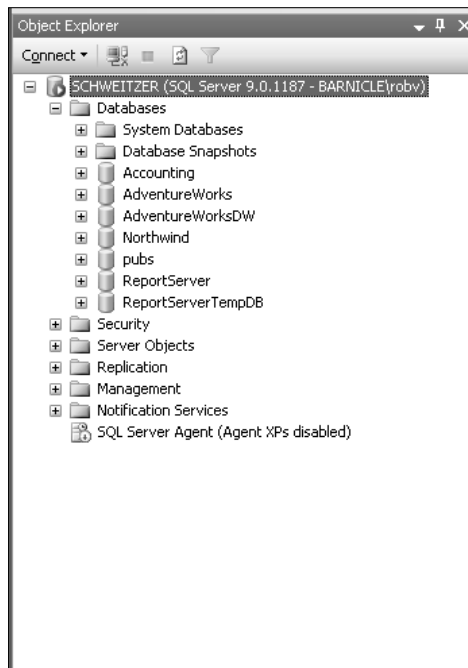 Object Explorer
Connect
SCHWEITZER (SQL Server 9.0.1187 - BARNICLE\robv)
Databases
System Databases
Database Snapshots
Accounting
AdventureWorks
AdventureWorksDW
Northwind
pubs
ReportServer
ReportServerTempDB
Security
Server Objects
Replication
Management
Notification Services
SQL Server Agent (Agent XPs disabled)